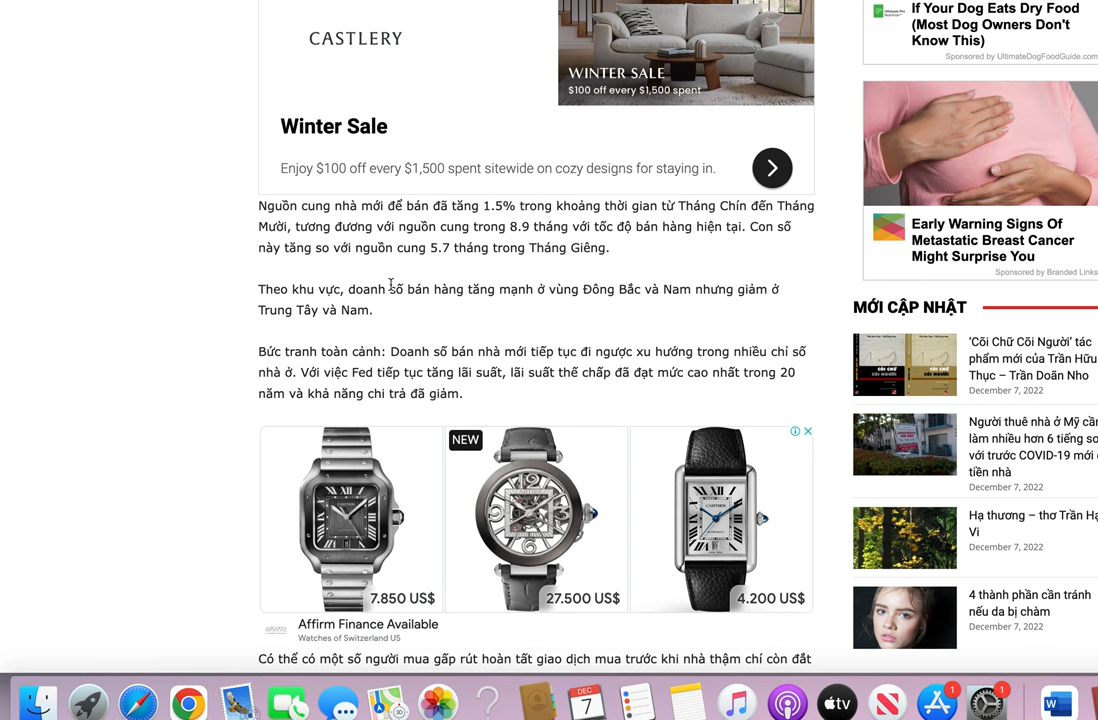 CASTLERY
WINTER SALE
$100 off every $1,500 spent
Winter Sale
Enjoy $100 off every $1,500 spent sitewide on cozy designs for staying in.
Nguồn cung nhà mới để bán đã tăng 1.5% trong khoảng thời gian từ Tháng Chín đến Tháng
Mười, tương đương với nguồn cung trong 8.9 tháng với tốc độ bán hàng hiện tại. Con số
này tăng so với nguồn cung 5.7 tháng trong Tháng Giêng.
Theo khu vực, doanh số bán hàng tăng mạnh ở vùng Đông Bắc và Nam nhưng giảm ở
Trung Tây và Nam.
Bức tranh toàn cảnh: Doanh số bán nhà mới tiếp tục đi ngược xu hướng trong nhiều chỉ số
nhà ở. Với việc Fed tiếp tục tăng lãi suất, lãi suất thế chấp đã đạt mức cao nhất trong 20
năm và khả năng chi trả đã giảm.
NEW
7.850 US$
27.500 US$
4.200 US$
Affirm Finance Available
Watches of Switzerland US
Có thể có một số người mua gấp rút hoàn tất giao dịch mua trước khi nhà thậm chí còn đắt
If Your Dog Eats Dry Food
(Most Dog Owners Don't
Know This)
Sponsored by UltimateDogFoodGuide.com
Early Warning Signs Of
Metastatic Breast Cancer
Might Surprise You
Sponsored by Branded Links
MỚI CẬP NHẬT
'Cõi Chữ Cõi Người' tác
phẩm mới của Trần Hữu
Thục – Trần Doãn Nho
December 7, 2022
Người thuê nhà ở Mỹ cần
làm nhiều hơn 6 tiếng so
với trước COVID-19 mới
tiền nhà
December 7, 2022
Hạ thương – thơ Trần Hạ
Vi
December 7, 2022
4 thành phần cần tránh
nếu da bị chàm
December 7, 2022
DEC
7
tv
1
1
W